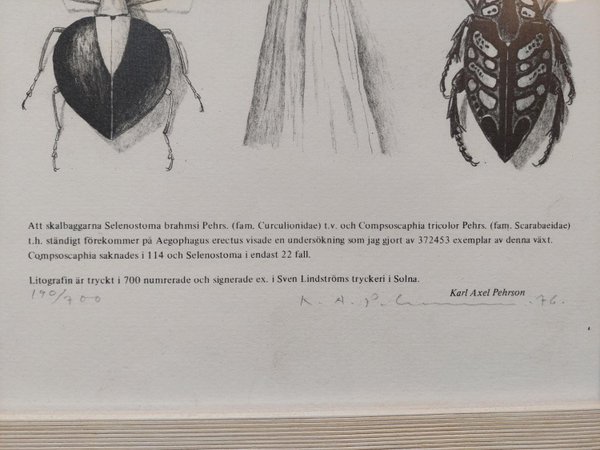 Att skalbaggarna Selenostoma brahmsi Pehrs. (fam. Curculionidae) t.v. och Compsoscaphia tricolor Pehrs. (fam. Scarabaeidae)
t.h. ständigt förekommer på Aegophagus erectus visade en undersökning som jag gjort av 372453 exemplar av denna växt.
Compsoscaphia saknades i 114 och Selenostoma i endast 22 fall.
Litografin är tryckt i 700 numrerade och signerade ex. i Sven Lindströms tryckeri i Solna.
Karl Axel Pehrson
190/700 K. A. P 76.